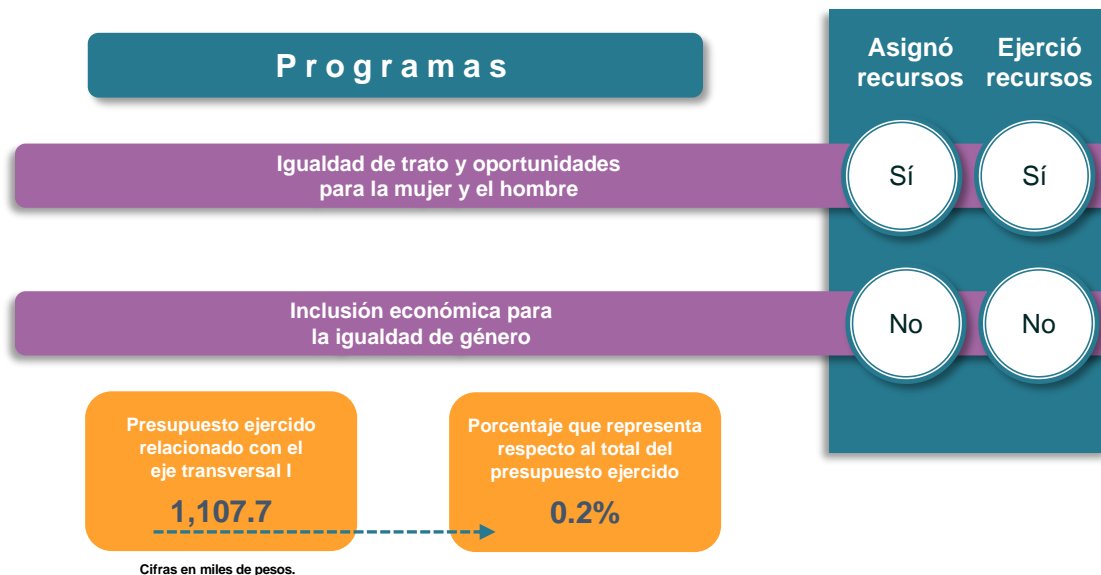 Programas
Asignó
recursos
Ejerció
recursos
Igualdad de trato y oportunidades
para la mujer y el hombre
Sí
Sí
Inclusión económica para
la igualdad de género
No
No
Presupuesto ejercido
relacionado con el
eje transversal I
1,107.7
Porcentaje que representa
respecto al total del
presupuesto ejercido
0.2%
Cifras en miles de pesos.